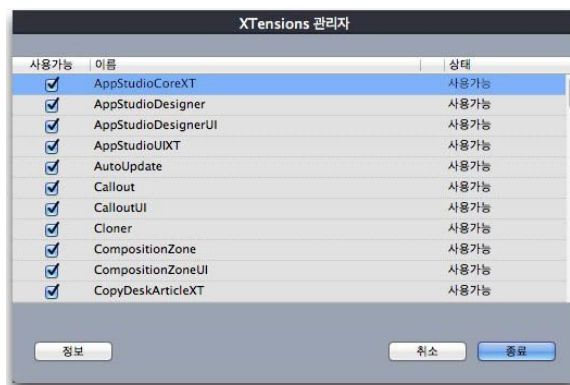 XTensions 관리자
사용가능 이름 상태
AppStudioCoreXT 사용가능
AppStudioDesigner 사용가능
AppStudioDesignerUI 사용가능
AppStudioUIXT 사용가능
AutoUpdate 사용가능
Callout 사용가능
CalloutUI 사용가능
Cloner 사용가능
CompositionZone 사용가능
CompositionZoneUI 사용가능
CopyDeskArticleXT 사용가능
정보 취소 종료